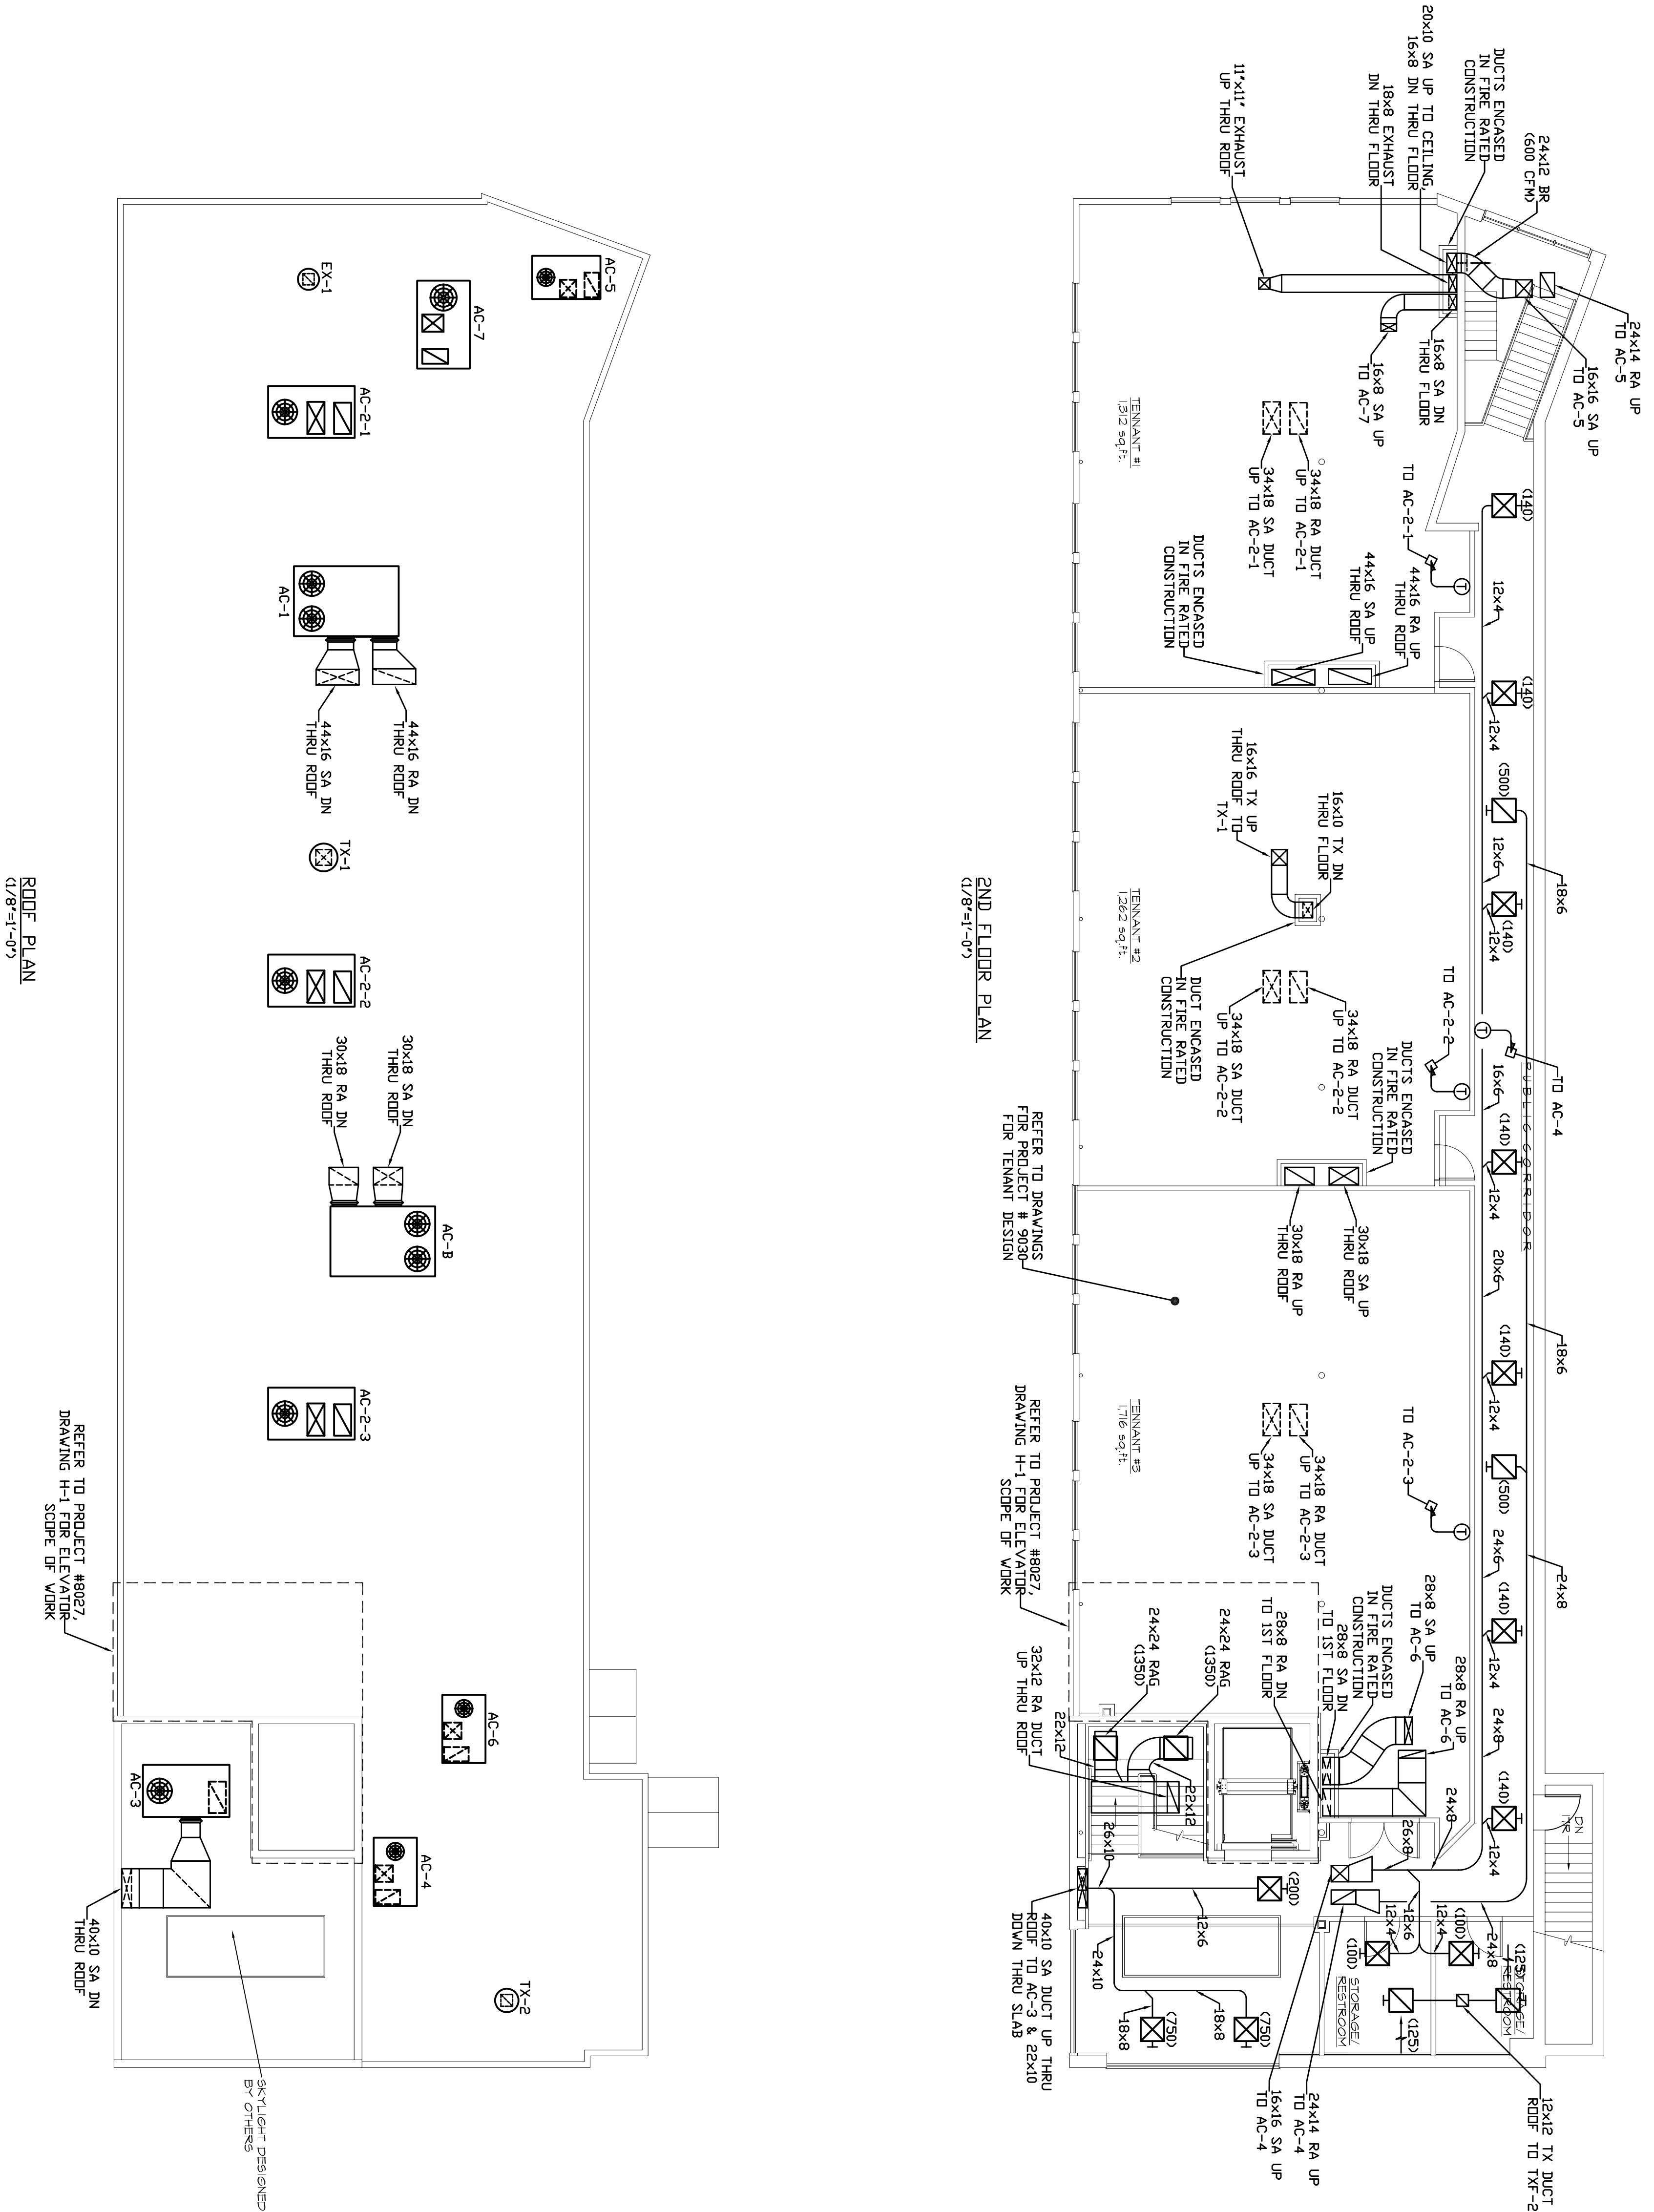 24x14 RA UP
TO AC-5
16x16 SA UP
TO AC-5
24x12 BR
(600 CFM)
DUCTS ENCASED
IN FIRE RATED
CONSTRUCTION
20x10 SA UP TO CEILING,
16x8 DN THRU FLOOR
18x8 EXHAUST
DN THRU FLOOR
11"x11" EXHAUST
UP THRU ROOF
16x8 SA DN
THRU FLOOR
16x8 SA UP
TO AC-7
TENNANT #1
1,312 sq.ft.
34x18 RA DUCT
UP TO AC-2-1
34x18 SA DUCT
UP TO AC-2-1
TO AC-2-1
T
44x16 RA UP
THRU ROOF
44x16 SA UP
THRU ROOF
DUCTS ENCASED
IN FIRE RATED
CONSTRUCTION
(140)
12x4
(140)
12x4
(500)
18x6
12x6
(140)
12x4
T
TO AC-4
PUBLIC CORRIDOR
16x6
(140)
12x4
20x6
18x6
(140)
12x4
(500)
24x6
24x8
(140)
12x4
24x8
(140)
12x4
DN
17R
16x10 TX DN
THRU FLOOR
16x16 TX UP
THRU ROOF TO
TX-1
TENNANT #2
1,262 sq.ft.
DUCT ENCASED
IN FIRE RATED
CONSTRUCTION
34x18 RA DUCT
UP TO AC-2-2
34x18 SA DUCT
UP TO AC-2-2
TO AC-2-2
T
DUCTS ENCASED
IN FIRE RATED
CONSTRUCTION
30x18 SA UP
THRU ROOF
30x18 RA UP
THRU ROOF
REFER TO DRAWINGS
FOR PROJECT # 9030
FOR TENANT DESIGN
TENNANT #3
1,716 sq.ft.
34x18 RA DUCT
UP TO AC-2-3
34x18 SA DUCT
UP TO AC-2-3
TO AC-2-3
T
REFER TO PROJECT #8027,
DRAWING H-1 FOR ELEVATOR
SCOPE OF WORK
28x8 RA UP
TO AC-6
28x8 SA UP
TO AC-6
DUCTS ENCASED
IN FIRE RATED
CONSTRUCTION
28x8 SA DN
TO 1ST FLOOR
28x8 RA DN
TO 1ST FLOOR
24x24 RAG
(1350)
24x24 RAG
(1350)
32x12 RA DUCT
UP THRU ROOF
22x12
22x12
26x10
24x8
26x8
12x6
12x4
12x4
(100)
(100)
24x8
(125)
STORAGE/
RESTROOM
STORAGE/
RESTROOM
(125)
(200)
12x6
24x10
18x8
18x8
(750)
(750)
40x10 SA DUCT UP THRU
ROOF TO AC-3 & 22x10
DOWN THRU SLAB
16x16 SA UP
TO AC-4
24x14 RA UP
TO AC-4
12x12 TX DUCT
ROOF TO TXF-2
2ND FLOOR PLAN
(1/8"=1'-0")
AC-5
EX-1
AC-7
AC-2-1
AC-1
44x16 RA DN
THRU ROOF
44x16 SA DN
THRU ROOF
TX-1
AC-2-2
30x18 SA DN
THRU ROOF
30x18 RA DN
THRU ROOF
AC-B
AC-2-3
REFER TO PROJECT #8027,
DRAWING H-1 FOR ELEVATOR
SCOPE OF WORK
AC-6
AC-3
AC-4
40x10 SA DN
THRU ROOF
TX-2
SKYLIGHT DESIGNED
BY OTHERS
ROOF PLAN
(1/8"=1'-0")